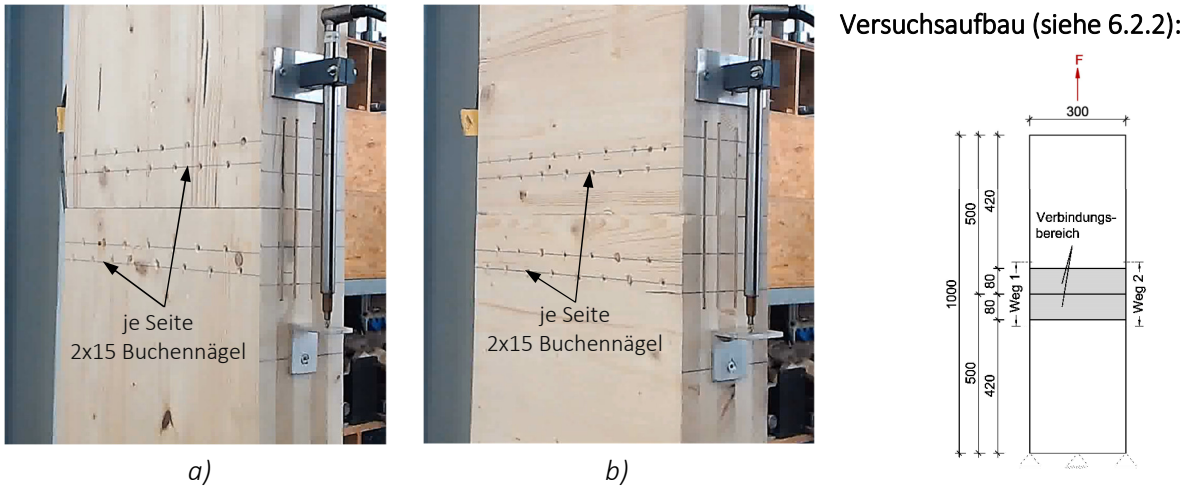 Versuchsaufbau (siehe 6.2.2):
je Seite
2x15 Buchennägel
a)
je Seite
2x15 Buchennägel
b)
F
300
1000
500
500
420
80
80
420
Weg 1
Verbindungs-
bereich
Weg 2